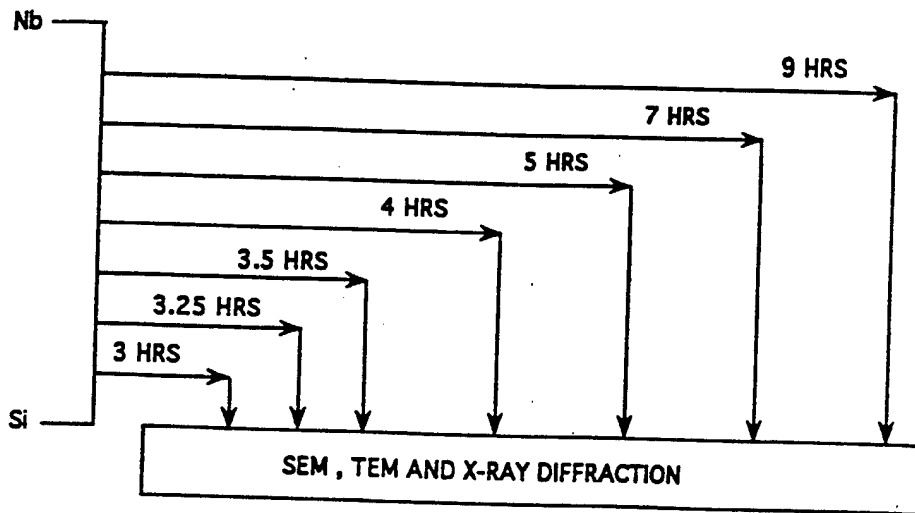 Nb
9 HRS
7 HRS
5 HRS
4 HRS
3.5 HRS
3.25 HRS
3 HRS
Si
SEM , TEM AND X-RAY DIFFRACTION